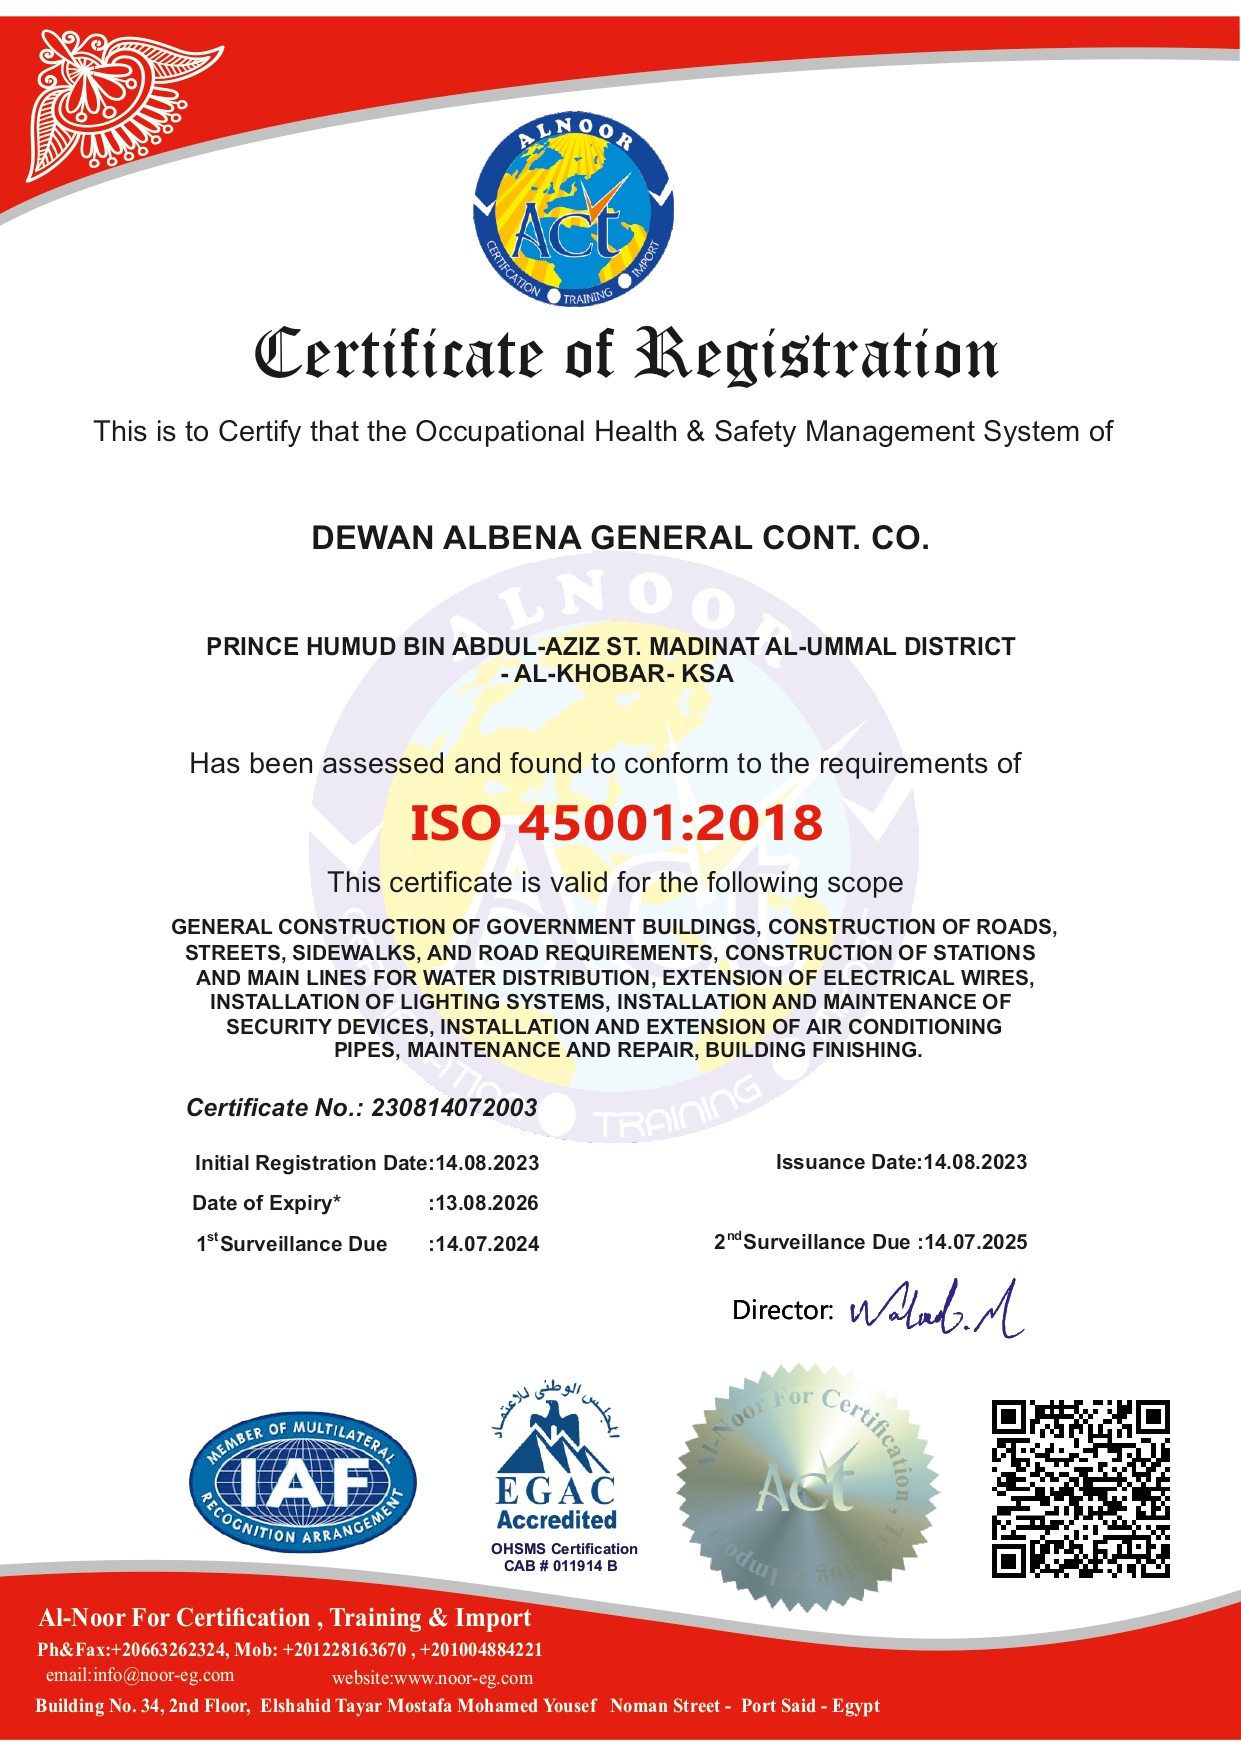 ALNOOR
Act
CERTIFCATION TRAINING IMPORT
Certificate of Registration
This is to Certify that the Occupational Health & Safety Management System of
DEWAN ALBENA GENERAL CONT. CO.
PRINCE HUMUD BIN ABDUL-AZIZ ST. MADINAT AL-UMMAL DISTRICT
- AL-KHOBAR- KSA
Has been assessed and found to conform to the requirements of
ISO 45001:2018
This certificate is valid for the following scope
GENERAL CONSTRUCTION OF GOVERNMENT BUILDINGS, CONSTRUCTION OF ROADS,
STREETS, SIDEWALKS, AND ROAD REQUIREMENTS, CONSTRUCTION OF STATIONS
AND MAIN LINES FOR WATER DISTRIBUTION, EXTENSION OF ELECTRICAL WIRES,
INSTALLATION OF LIGHTING SYSTEMS, INSTALLATION AND MAINTENANCE OF
SECURITY DEVICES, INSTALLATION AND EXTENSION OF AIR CONDITIONING
PIPES, MAINTENANCE AND REPAIR, BUILDING FINISHING.
Certificate No.: 230814072003
Initial Registration Date:14.08.2023 Issuance Date:14.08.2023
Date of Expiry* :13.08.2026
1st Surveillance Due :14.07.2024 2nd Surveillance Due :14.07.2025
Director:
MEMBER OF MULTILATERAL
IAF
RECOGNITION ARRANGEMENT
المجلس الوطنى للاعتماد
EGAC
Accredited
OHSMS Certification
CAB # 011914 B
Al-Noor For Certification , Training & Import
Act
Al-Noor For Certification , Training & Import
Ph&Fax:+20663262324, Mob: +201228163670 , +201004884221
email:info@noor-eg.com website:www.noor-eg.com
Building No. 34, 2nd Floor, Elshahid Tayar Mostafa Mohamed Yousef Noman Street - Port Said - Egypt